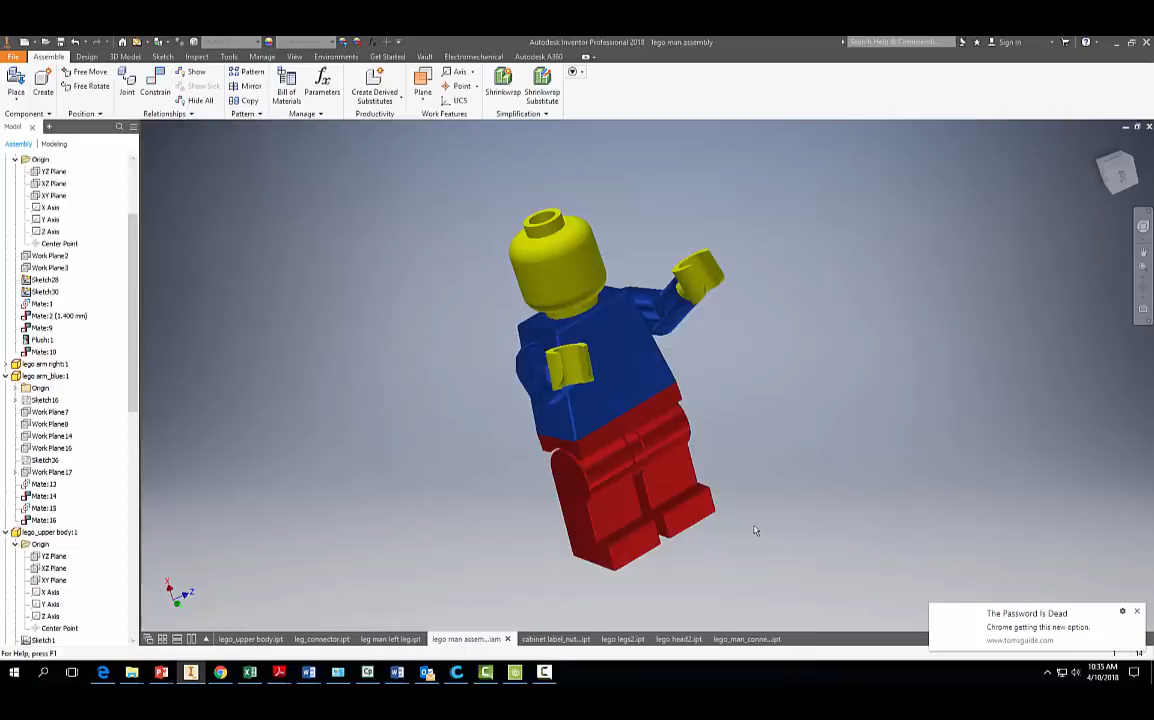 Autodesk Inventor Professional 2018   lego man assembly
Search Help & Commands...
Sign In
File Assembly Design 3D Model Sketch Inspect Tools Manage View Environments Get Started Vault Electromechanical Autodesk A360
Place
Create
Free Move
Free Rotate
Joint
Constrain
Show
Show Sick
Hide All
Pattern
Mirror
Copy
Bill of
Materials
Parameters
Create Derived
Substitutes
Plane
Axis
Point
UCS
Shrinkwrap
Shrinkwrap
Substitute
Component Position Relationships Pattern Manage Productivity Work Features Simplification
Model
Assembly Modeling
Origin
YZ Plane
XZ Plane
XY Plane
X Axis
Y Axis
Z Axis
Center Point
Work Plane2
Work Plane3
Sketch28
Sketch30
Mate:1
Mate:2 (1.400 mm)
Mate:9
Flush:1
Mate:10
lego arm right:1
lego arm_blue:1
Origin
Sketch16
Work Plane7
Work Plane8
Work Plane14
Work Plane16
Sketch36
Work Plane17
Mate:13
Mate:14
Mate:15
Mate:16
lego_upper body:1
Origin
YZ Plane
XZ Plane
XY Plane
X Axis
Y Axis
Z Axis
Center Point
Sketch1
X
Z
The Password Is Dead
Chrome getting this new option.
www.tomsguide.com
lego_upper body.ipt leg_connector.ipt leg man left leg.ipt lego man assem...iam cabinet label_nut...ipt lego legs2.ipt lego head2.ipt lego_man_conne...ipt
For Help, press F1
1 14
10:35 AM
4/10/2018